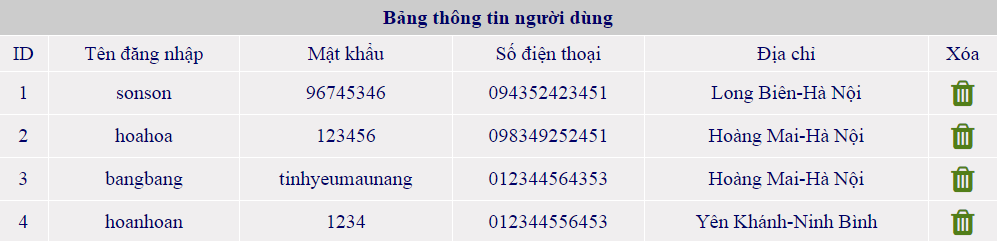 Bảng thông tin người dùng
ID Tên đăng nhập Mật khẩu Số điện thoại Địa chỉ Xóa
1 sonson 96745346 094352423451 Long Biên-Hà Nội
2 hoahoa 123456 098349252451 Hoàng Mai-Hà Nội
3 bangbang tinhyeumaunang 012344564353 Hoàng Mai-Hà Nội
4 hoanhoan 1234 012344556453 Yên Khánh-Ninh Bình